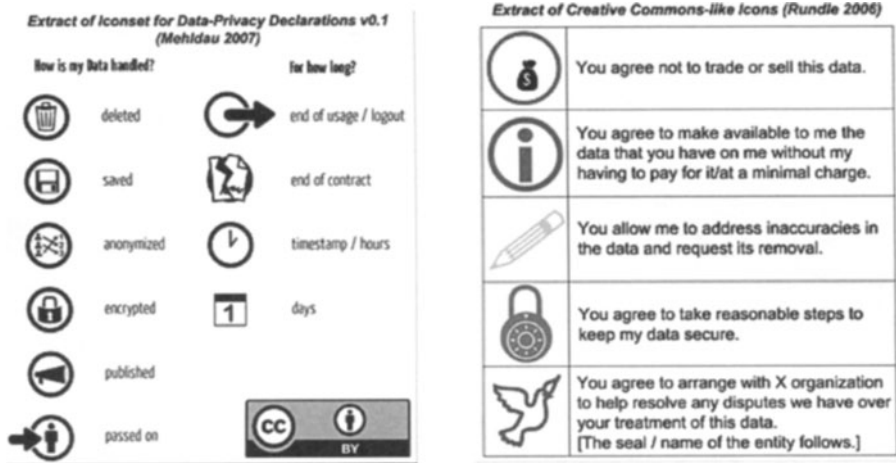 Extract of Iconset for Data-Privacy Declarations v0.1
(Mehldau 2007)
How is my Data handled?
For how long?
deleted
end of usage / logout
saved
end of contract
anonymized
timestamp / hours
encrypted
1
days
published
passed on
CC
BY
Extract of Creative Commons-like Icons (Rundle 2006)
$
You agree not to trade or sell this data.
You agree to make available to me the
data that you have on me without my
having to pay for it/at a minimal charge.
You allow me to address inaccuracies in
the data and request its removal.
You agree to take reasonable steps to
keep my data secure.
You agree to arrange with X organization
to help resolve any disputes we have over
your treatment of this data.
[The seal / name of the entity follows.]